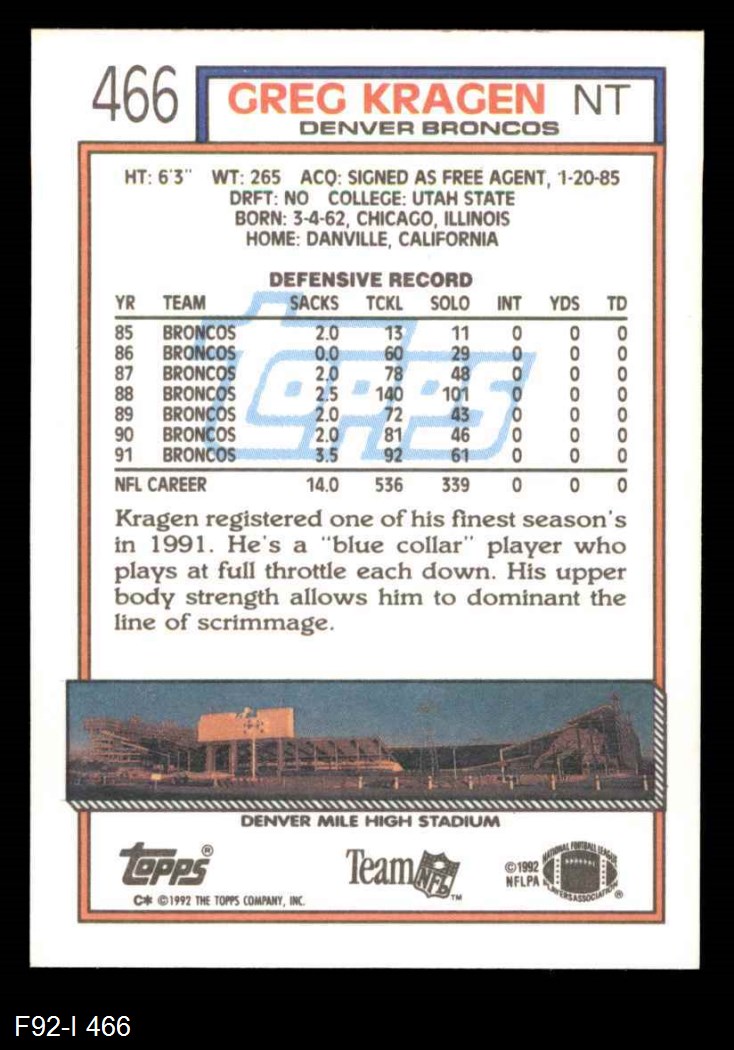 466 GREG KRAGEN NT
DENVER BRONCOS
HT: 6'3" WT: 265 ACQ: SIGNED AS FREE AGENT, 1-20-85
DRFT: NO COLLEGE: UTAH STATE
BORN: 3-4-62, CHICAGO, ILLINOIS
HOME: DANVILLE, CALIFORNIA
DEFENSIVE RECORD
YR TEAM SACKS TCKL SOLO INT YDS TD
85 BRONCOS 2.0 13 11 0 0 0
86 BRONCOS 0.0 60 29 0 0 0
87 BRONCOS 2.0 78 48 0 0 0
88 BRONCOS 2.5 140 101 0 0 0
89 BRONCOS 2.0 72 43 0 0 0
90 BRONCOS 2.0 81 46 0 0 0
91 BRONCOS 3.5 92 61 0 0 0
NFL CAREER 14.0 536 339 0 0 0
Topps
Kragen registered one of his finest season's
in 1991. He's a "blue collar" player who
plays at full throttle each down. His upper
body strength allows him to dominant the
line of scrimmage.
DENVER MILE HIGH STADIUM
Topps®
Team NFL™
©1992
NFLPA
NATIONAL FOOTBALL LEAGUE
PLAYERS ASSOCIATION ®
C* ©1992 THE TOPPS COMPANY, INC.
F92-I 466